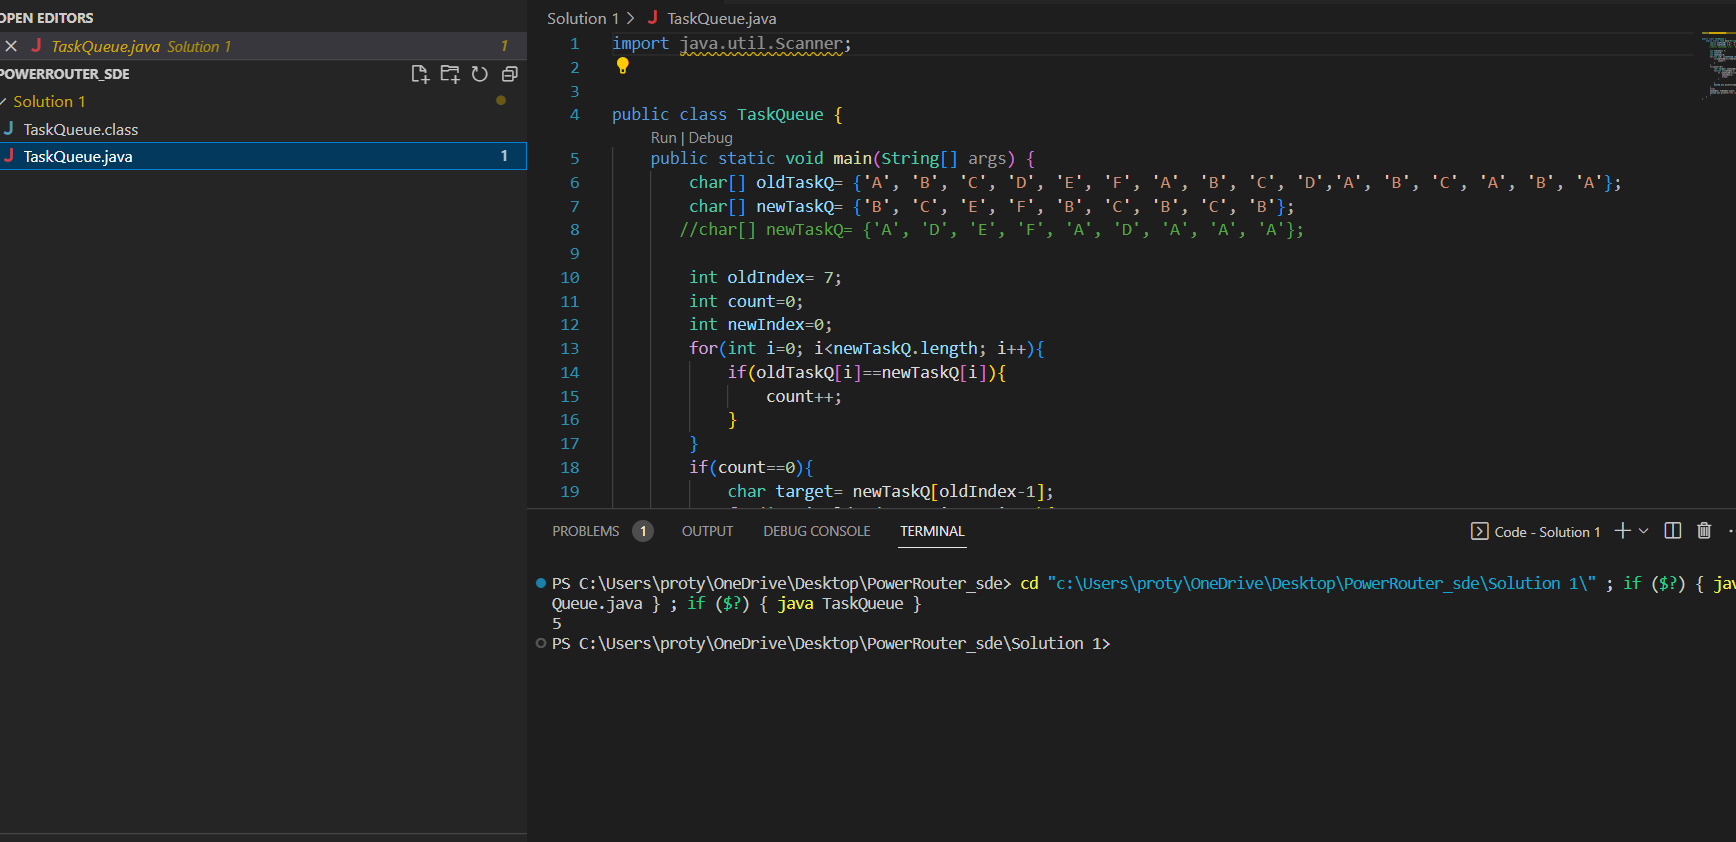 OPEN EDITORS
TaskQueue.java Solution 1 1
POWERROUTER_SDE
Solution 1
TaskQueue.class
TaskQueue.java 1
Solution 1 > TaskQueue.java
1 import java.util.Scanner;
2
3
4 public class TaskQueue {
Run | Debug
5 public static void main(String[] args) {
6 char[] oldTaskQ= {'A', 'B', 'C', 'D', 'E', 'F', 'A', 'B', 'C', 'D','A', 'B', 'C', 'A', 'B', 'A'};
7 char[] newTaskQ= {'B', 'C', 'E', 'F', 'B', 'C', 'B', 'C', 'B'};
8 //char[] newTaskQ= {'A', 'D', 'E', 'F', 'A', 'D', 'A', 'A', 'A'};
9
10 int oldIndex= 7;
11 int count=0;
12 int newIndex=0;
13 for(int i=0; i<newTaskQ.length; i++){
14 if(oldTaskQ[i]==newTaskQ[i]){
15 count++;
16 }
17 }
18 if(count==0){
19 char target= newTaskQ[oldIndex-1];
PROBLEMS 1 OUTPUT DEBUG CONSOLE TERMINAL
Code - Solution 1
PS C:\Users\proty\OneDrive\Desktop\PowerRouter_sde> cd "c:\Users\proty\OneDrive\Desktop\PowerRouter_sde\Solution 1\" ; if ($?) { jav
Queue.java } ; if ($?) { java TaskQueue }
5
PS C:\Users\proty\OneDrive\Desktop\PowerRouter_sde\Solution 1>